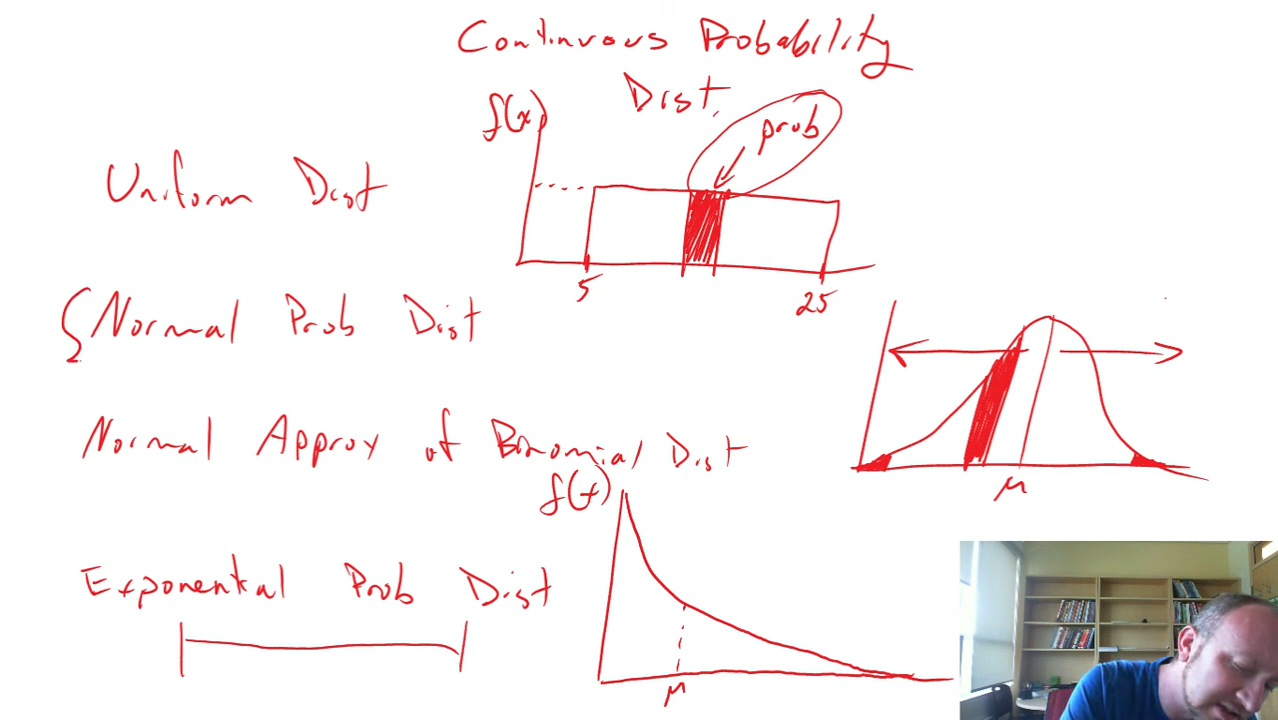 Continuous Probability
Dist.
f(x)
prob
Uniform Dist
5
25
Normal Prob Dist
μ
Normal Approx of Binomial Dist
f(x)
Exponential Prob Dist
μ